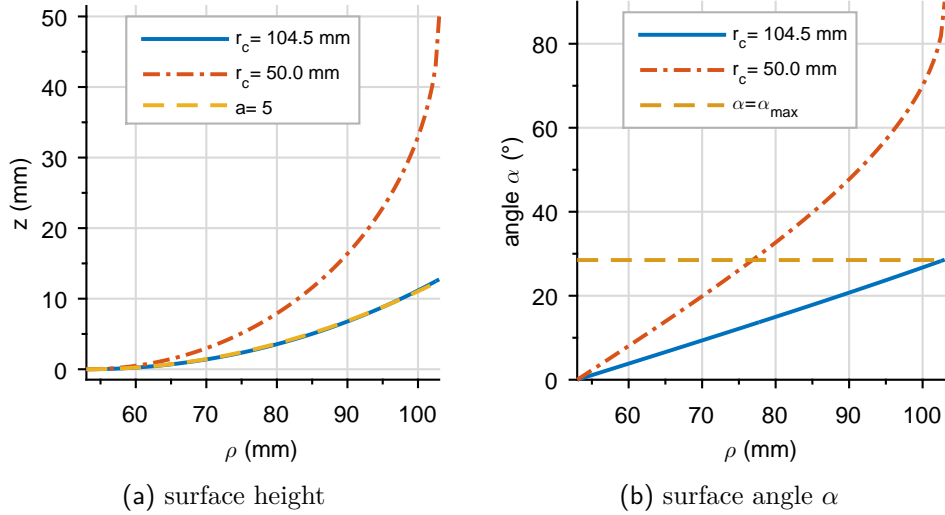 50
40
30
20
10
0
z (mm)
r_c= 104.5 mm
r_c= 50.0 mm
a= 5
60
70
80
90
100
ρ (mm)
(a) surface height
80
60
40
20
0
angle α (°)
r_c= 104.5 mm
r_c= 50.0 mm
α=α_max
60
70
80
90
100
ρ (mm)
(b) surface angle α